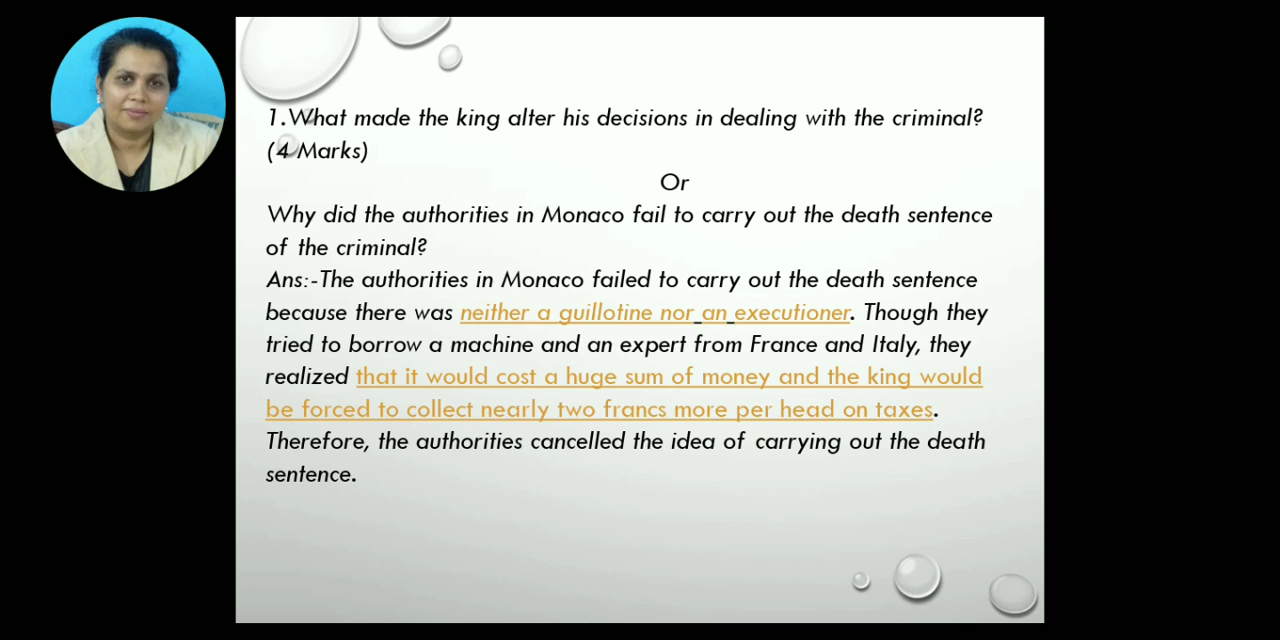 1.What made the king alter his decisions in dealing with the criminal?
(4 Marks)
Or
Why did the authorities in Monaco fail to carry out the death sentence
of the criminal?
Ans:-The authorities in Monaco failed to carry out the death sentence
because there was neither a guillotine nor an executioner. Though they
tried to borrow a machine and an expert from France and Italy, they
realized that it would cost a huge sum of money and the king would
be forced to collect nearly two francs more per head on taxes.
Therefore, the authorities cancelled the idea of carrying out the death
sentence.